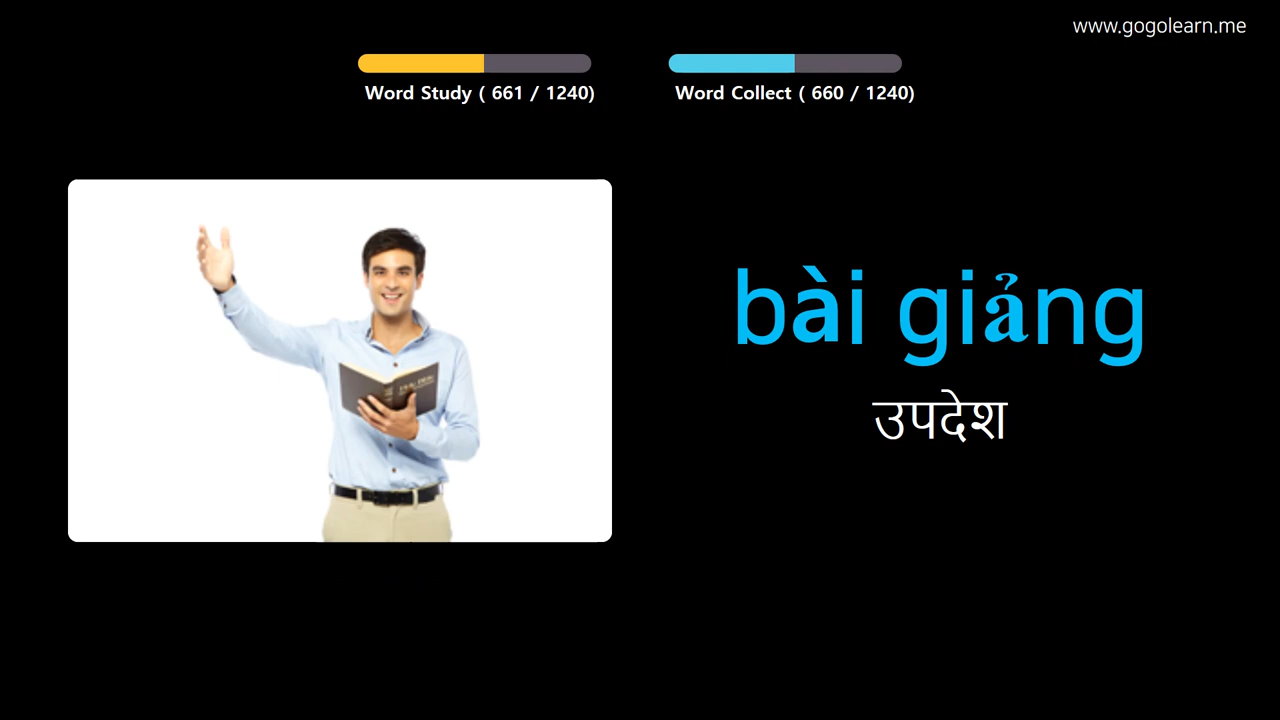 www.gogolearn.me
Word Study ( 661 / 1240)
Word Collect ( 660 / 1240)
bài giảng
उपदेश